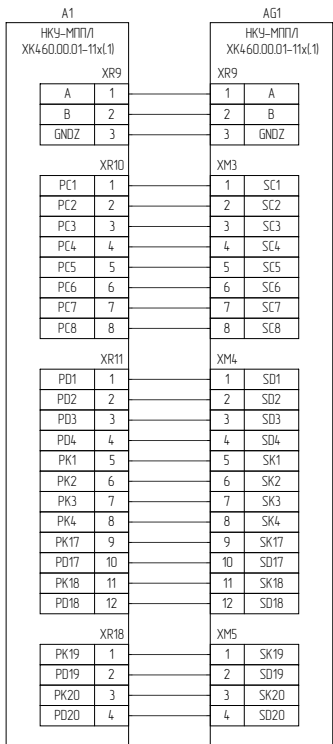 A1 AG1
НКУ-МПП/Л НКУ-МПП/Л
ХК460.00.01-11х(.1) ХК460.00.01-11х(.1)
XR9 XR9
A 1 1 A
B 2 2 B
GNDZ 3 3 GNDZ
XR10 XM3
PC1 1 1 SC1
PC2 2 2 SC2
PC3 3 3 SC3
PC4 4 4 SC4
PC5 5 5 SC5
PC6 6 6 SC6
PC7 7 7 SC7
PC8 8 8 SC8
XR11 XM4
PD1 1 1 SD1
PD2 2 2 SD2
PD3 3 3 SD3
PD4 4 4 SD4
PK1 5 5 SK1
PK2 6 6 SK2
PK3 7 7 SK3
PK4 8 8 SK4
PK17 9 9 SK17
PD17 10 10 SD17
PK18 11 11 SK18
PD18 12 12 SD18
XR18 XM5
PK19 1 1 SK19
PD19 2 2 SD19
PK20 3 3 SK20
PD20 4 4 SD20